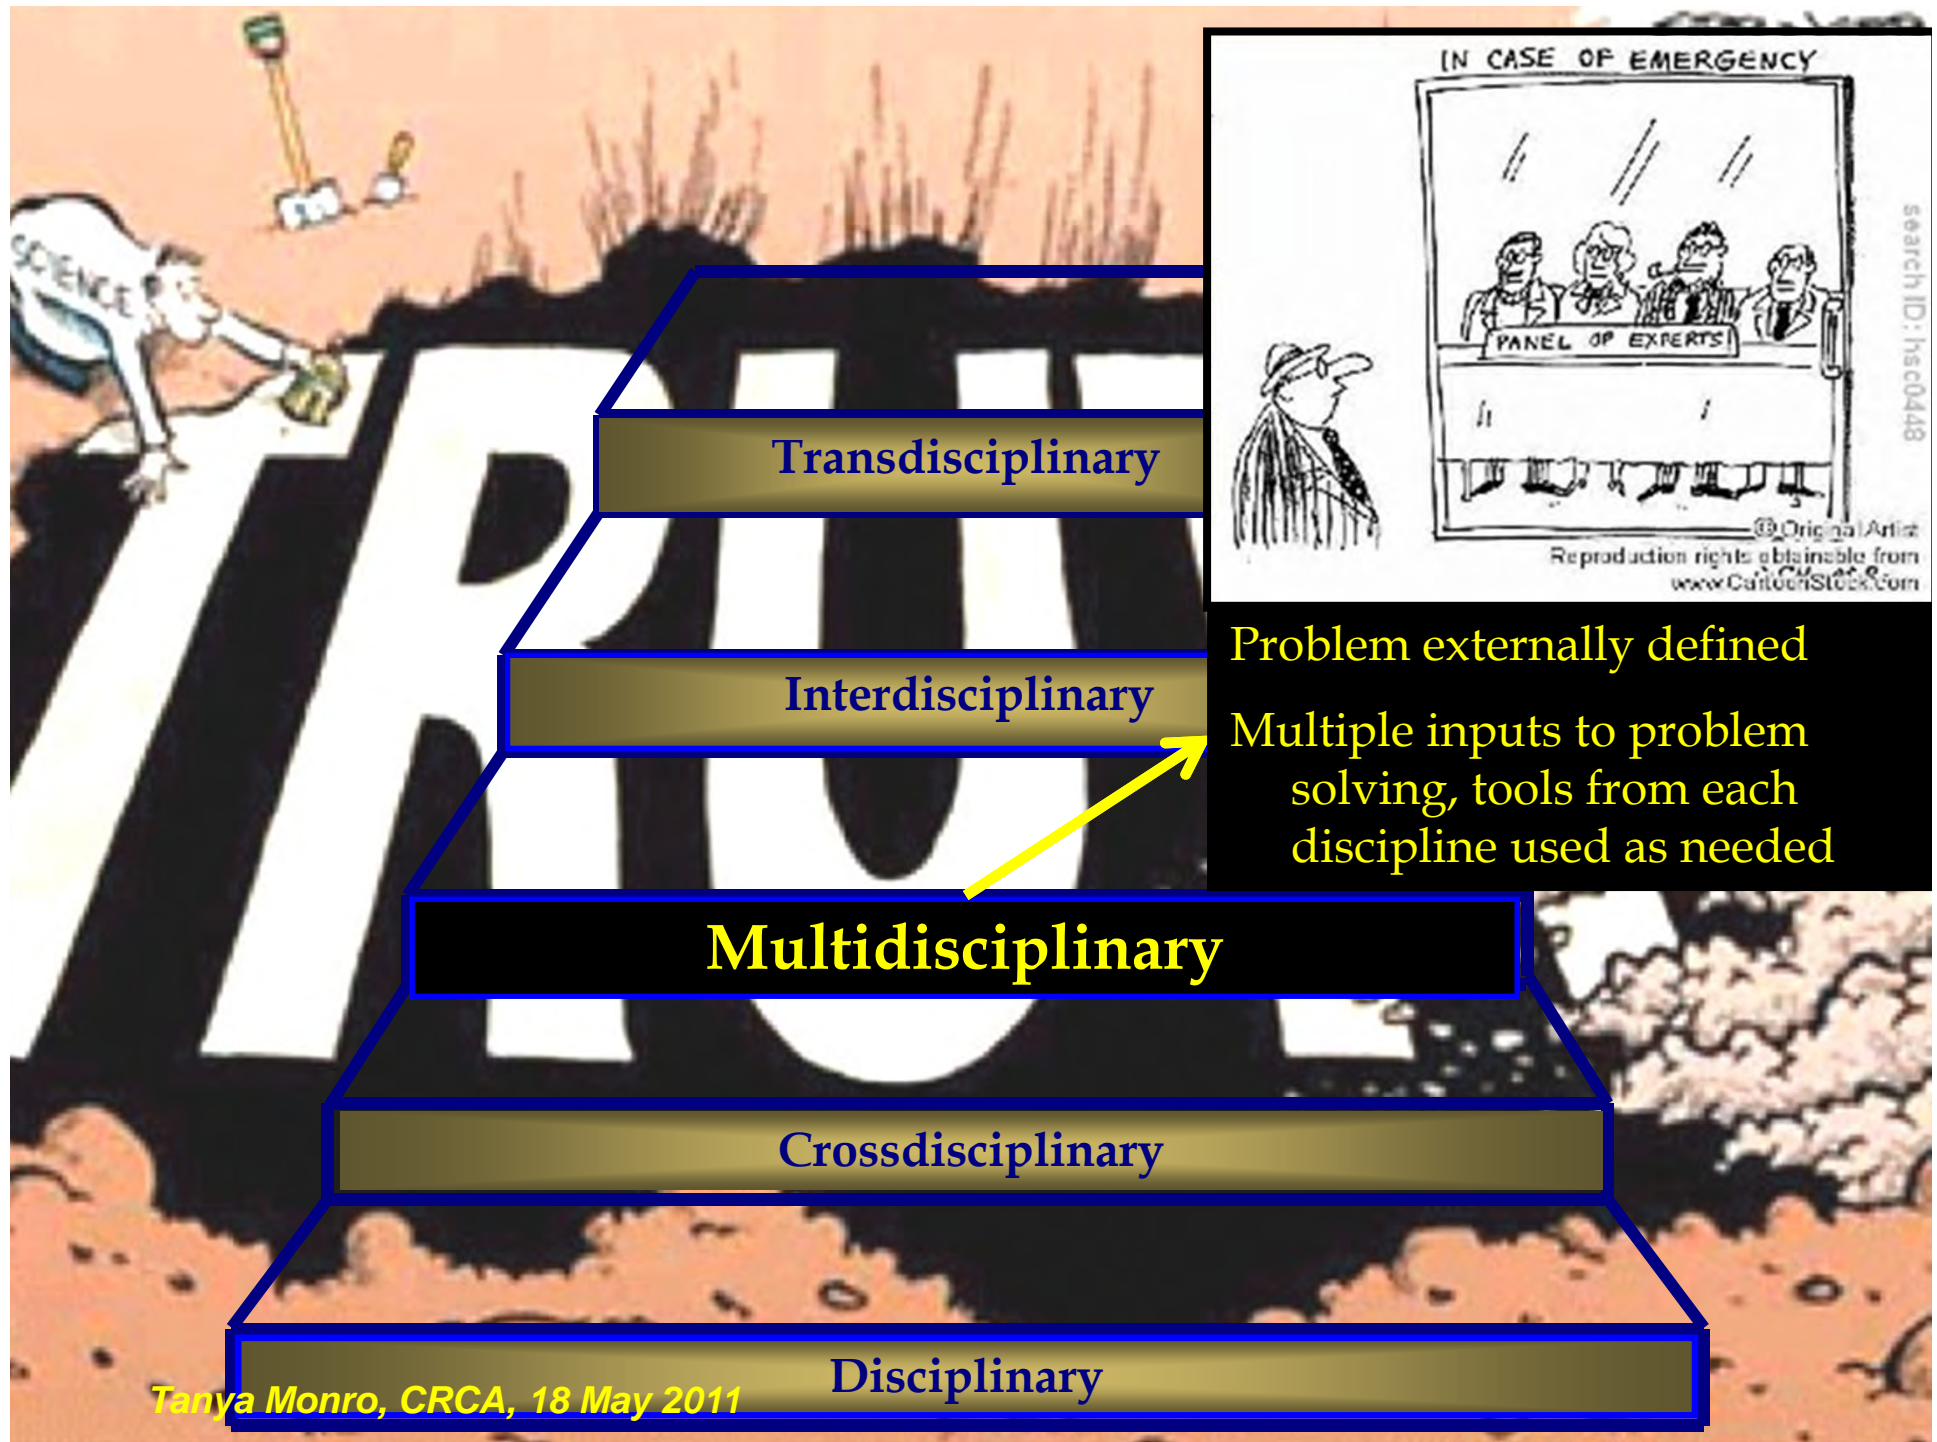 IN CASE OF EMERGENCY
SCIENCE
PANEL OF EXPERTS
search ID: hsc0448
Original Artist
Reproduction rights obtainable from
www.CartoonStock.com
Transdisciplinary
Problem externally defined
Interdisciplinary
Multiple inputs to problem
solving, tools from each
discipline used as needed
Multidisciplinary
Crossdisciplinary
Disciplinary
Tanya Monro, CRCA, 18 May 2011